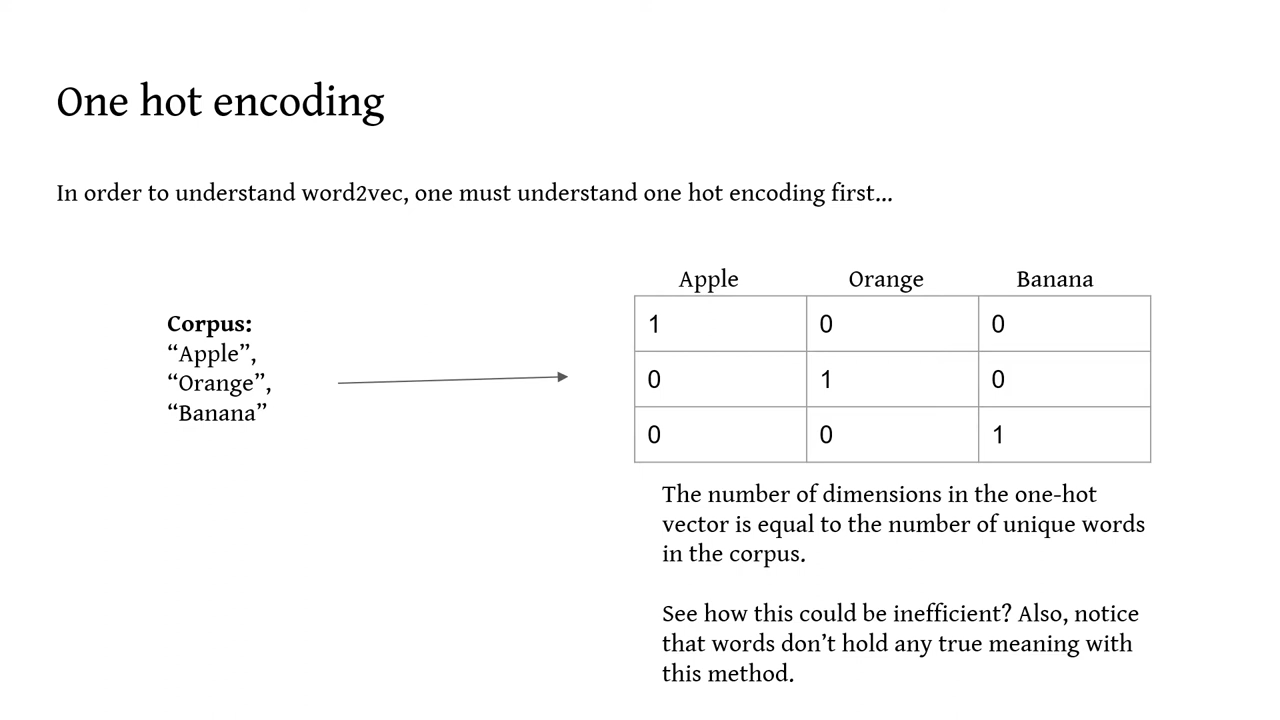 One hot encoding
In order to understand word2vec, one must understand one hot encoding first...
Corpus:
“Apple”,
“Orange”,
“Banana”
Apple Orange Banana
1 0 0
0 1 0
0 0 1
The number of dimensions in the one-hot
vector is equal to the number of unique words
in the corpus.
See how this could be inefficient? Also, notice
that words don’t hold any true meaning with
this method.